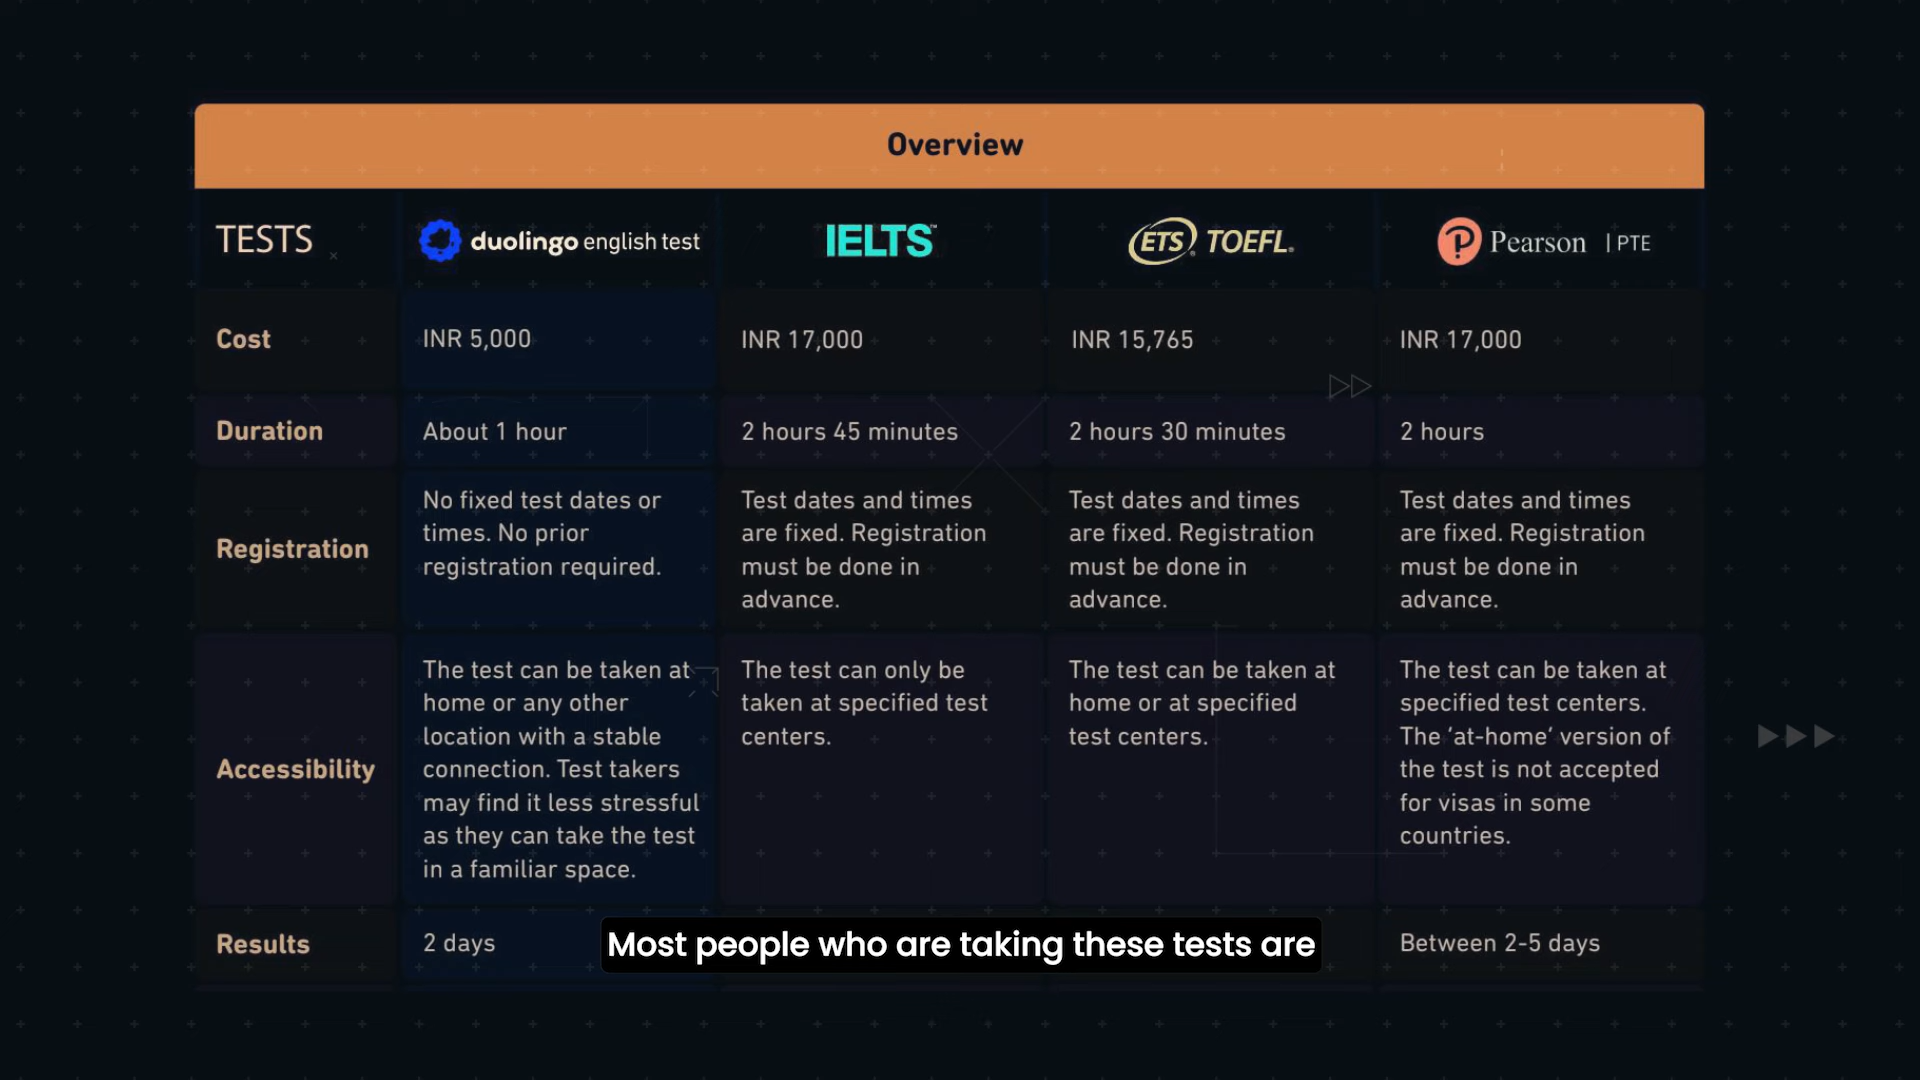 Overview
TESTS
duolingo english test
IELTS™
ETS® TOEFL®
Pearson | PTE
Cost
INR 5,000
INR 17,000
INR 15,765
INR 17,000
Duration
About 1 hour
2 hours 45 minutes
2 hours 30 minutes
2 hours
Registration
No fixed test dates or
times. No prior
registration required.
Test dates and times
are fixed. Registration
must be done in
advance.
Test dates and times
are fixed. Registration
must be done in
advance.
Test dates and times
are fixed. Registration
must be done in
advance.
Accessibility
The test can be taken at
home or any other
location with a stable
connection. Test takers
may find it less stressful
as they can take the test
in a familiar space.
The test can only be
taken at specified test
centers.
The test can be taken at
home or at specified
test centers.
The test can be taken at
specified test centers.
The ‘at-home’ version of
the test is not accepted
for visas in some
countries.
Results
2 days
Between 2-5 days
Most people who are taking these tests are